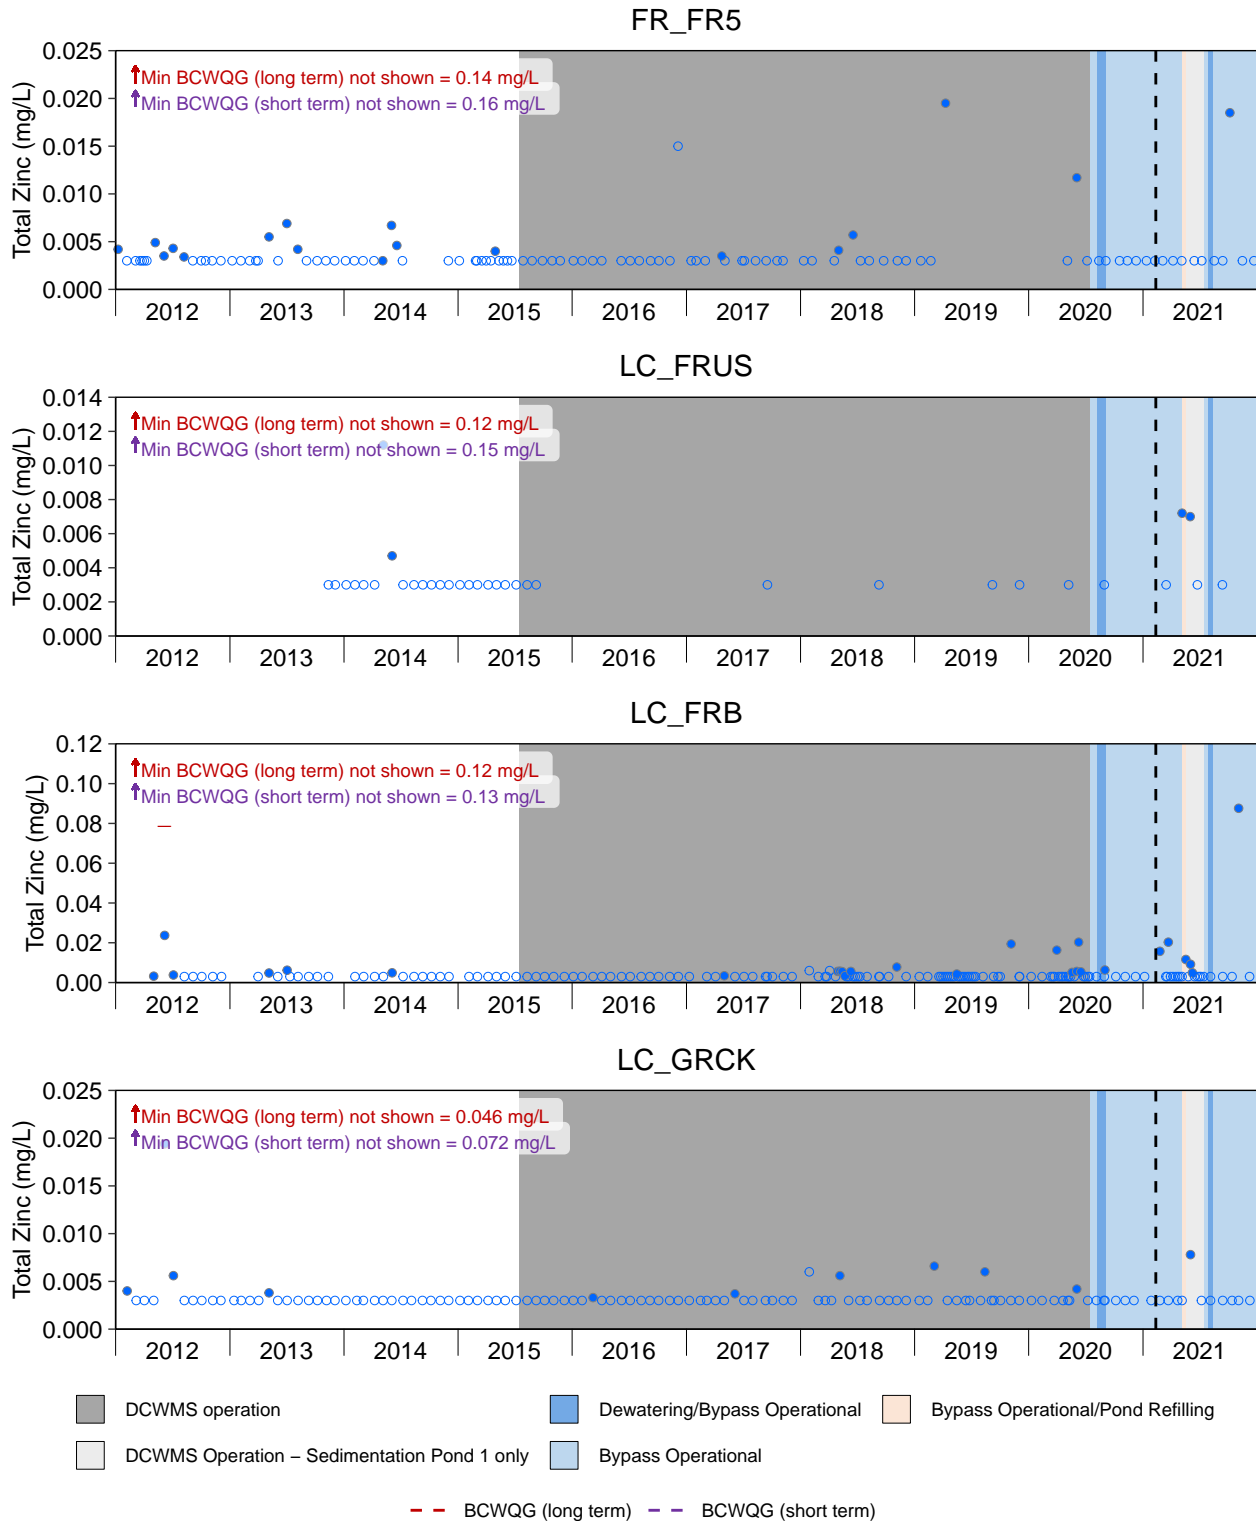 FR_FR5
Total Zinc (mg/L)
0.025
0.020
0.015
0.010
0.005
0.000
Min BCWQG (long term) not shown = 0.14 mg/L
Min BCWQG (short term) not shown = 0.16 mg/L
2012 2013 2014 2015 2016 2017 2018 2019 2020 2021
LC_FRUS
Total Zinc (mg/L)
0.014
0.012
0.010
0.008
0.006
0.004
0.002
0.000
Min BCWQG (long term) not shown = 0.12 mg/L
Min BCWQG (short term) not shown = 0.15 mg/L
2012 2013 2014 2015 2016 2017 2018 2019 2020 2021
LC_FRB
Total Zinc (mg/L)
0.12
0.10
0.08
0.06
0.04
0.02
0.00
Min BCWQG (long term) not shown = 0.12 mg/L
Min BCWQG (short term) not shown = 0.13 mg/L
2012 2013 2014 2015 2016 2017 2018 2019 2020 2021
LC_GRCK
Total Zinc (mg/L)
0.025
0.020
0.015
0.010
0.005
0.000
Min BCWQG (long term) not shown = 0.046 mg/L
Min BCWQG (short term) not shown = 0.072 mg/L
2012 2013 2014 2015 2016 2017 2018 2019 2020 2021
DCWMS operation
Dewatering/Bypass Operational
Bypass Operational/Pond Refilling
DCWMS Operation – Sedimentation Pond 1 only
Bypass Operational
BCWQG (long term)
BCWQG (short term)